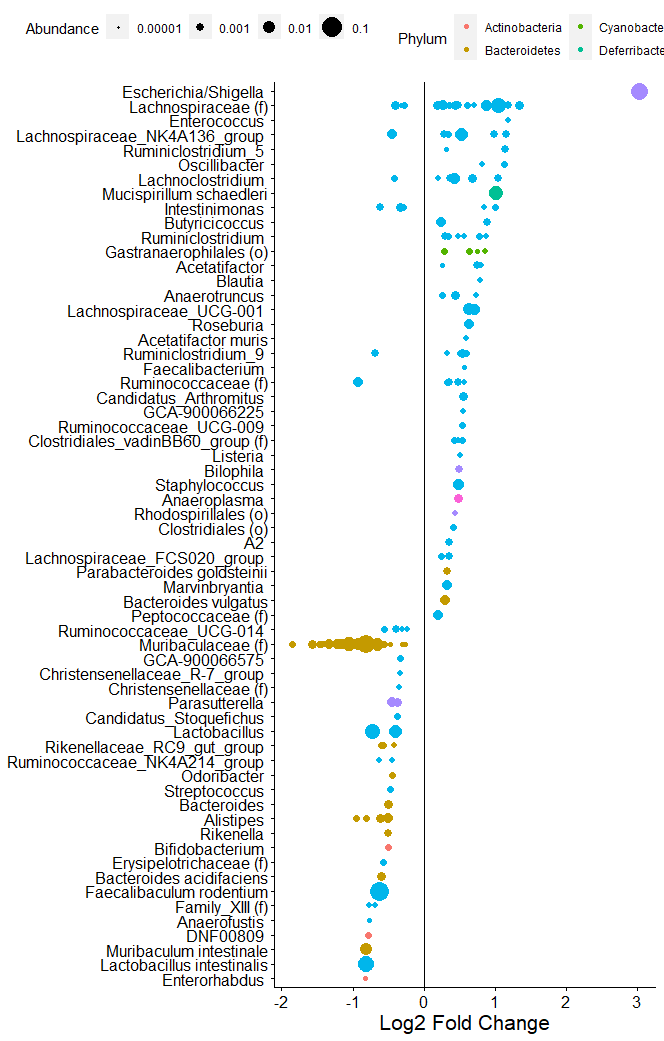 Abundance 0.00001 0.001 0.01 0.1
Phylum
Actinobacteria Cyanobacte
Bacteroidetes Deferribacte
Escherichia/Shigella
Lachnospiraceae (f)
Enterococcus
Lachnospiraceae_NK4A136_group
Ruminiclostridium_5
Oscillibacter
Lachnoclostridium
Mucispirillum schaedleri
Intestinimonas
Butyricicoccus
Ruminiclostridium
Gastranaerophilales (o)
Acetatifactor
Blautia
Anaerotruncus
Lachnospiraceae_UCG-001
Roseburia
Acetatifactor muris
Ruminiclostridium_9
Faecalibacterium
Ruminococcaceae (f)
Candidatus_Arthromitus
GCA-900066225
Ruminococcaceae_UCG-009
Clostridiales_vadinBB60_group (f)
Listeria
Bilophila
Staphylococcus
Anaeroplasma
Rhodospirillales (o)
Clostridiales (o)
A2
Lachnospiraceae_FCS020_group
Parabacteroides goldsteinii
Marvinbryantia
Bacteroides vulgatus
Peptococcaceae (f)
Ruminococcaceae_UCG-014
Muribaculaceae (f)
GCA-900066575
Christensenellaceae_R-7_group
Christensenellaceae (f)
Parasutterella
Candidatus_Stoquefichus
Lactobacillus
Rikenellaceae_RC9_gut_group
Ruminococcaceae_NK4A214_group
Odoribacter
Streptococcus
Bacteroides
Alistipes
Rikenella
Bifidobacterium
Erysipelotrichaceae (f)
Bacteroides acidifaciens
Faecalibaculum rodentium
Family_XIII (f)
Anaerofustis
DNF00809
Muribaculum intestinale
Lactobacillus intestinalis
Enterorhabdus
-2 -1 0 1 2 3
Log2 Fold Change